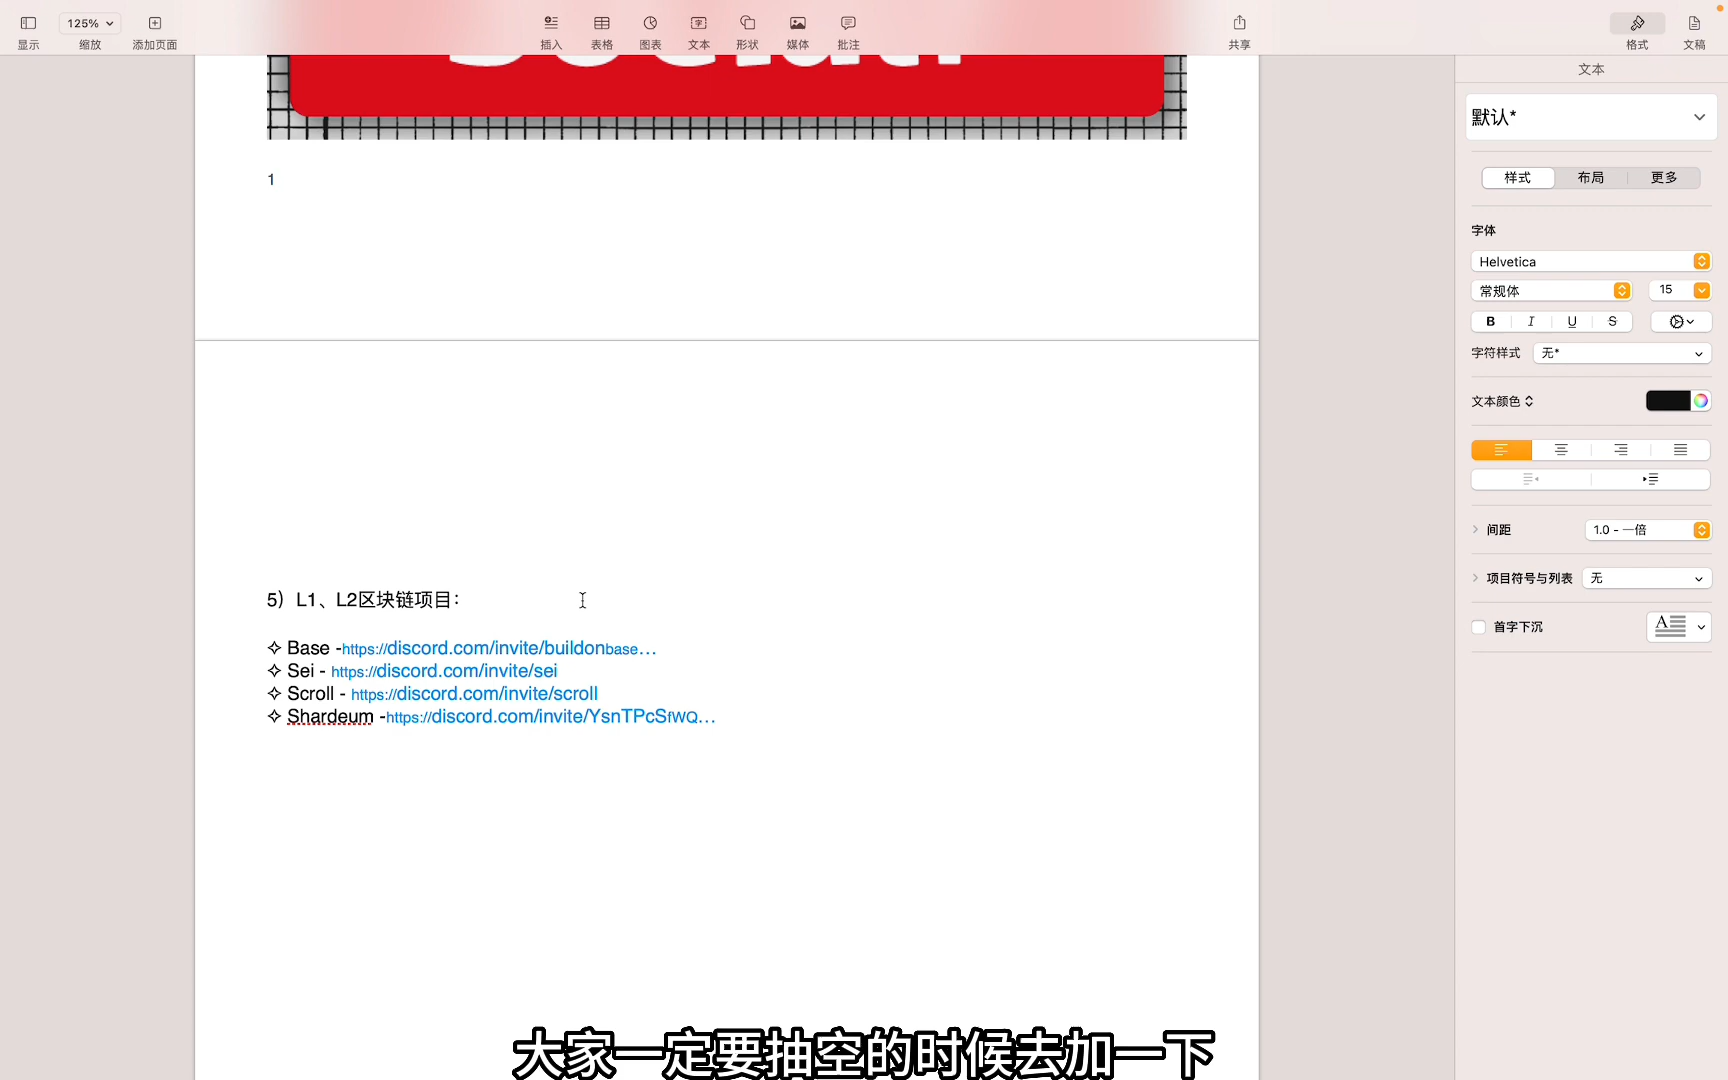 125%
显示
缩放
添加页面
插入
表格
图表
文本
形状
媒体
批注
共享
格式
文稿
文本
默认*
样式
布局
更多
字体
Helvetica
常规体
15
B I U S
字符样式
无*
文本颜色
间距
1.0 - 一倍
项目符号与列表
无
首字下沉
A
1
5）L1、L2区块链项目：
✧ Base -https://discord.com/invite/buildonbase…
✧ Sei - https://discord.com/invite/sei
✧ Scroll - https://discord.com/invite/scroll
✧ Shardeum -https://discord.com/invite/YsnTPcSfWQ…
大家一定要抽空的时候去加一下